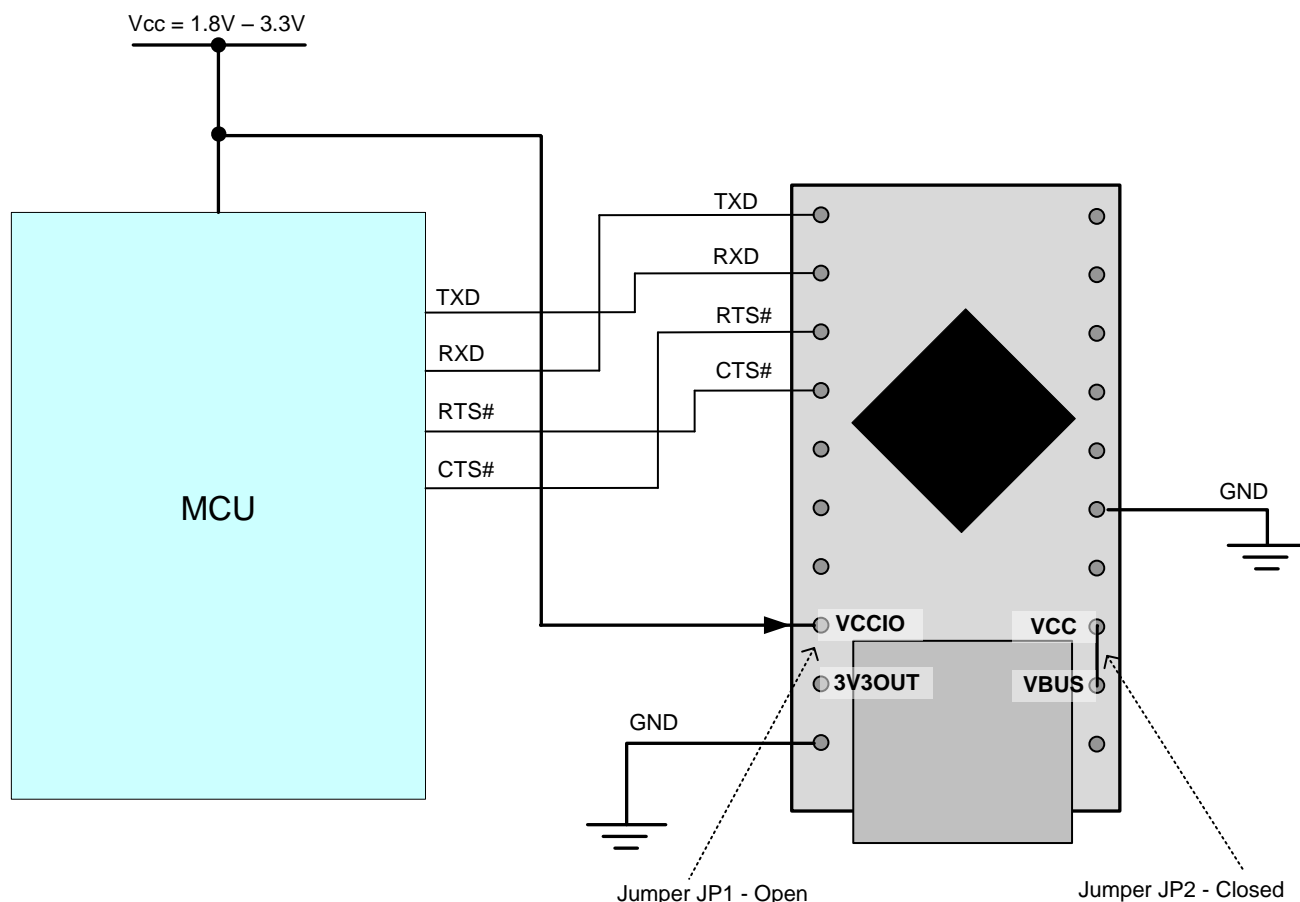 Vcc = 1.8V – 3.3V
TXD
RXD
RTS#
CTS#
TXD
RXD
RTS#
CTS#
MCU
GND
VCCIO
VCC
3V3OUT
VBUS
GND
Jumper JP1 - Open
Jumper JP2 - Closed